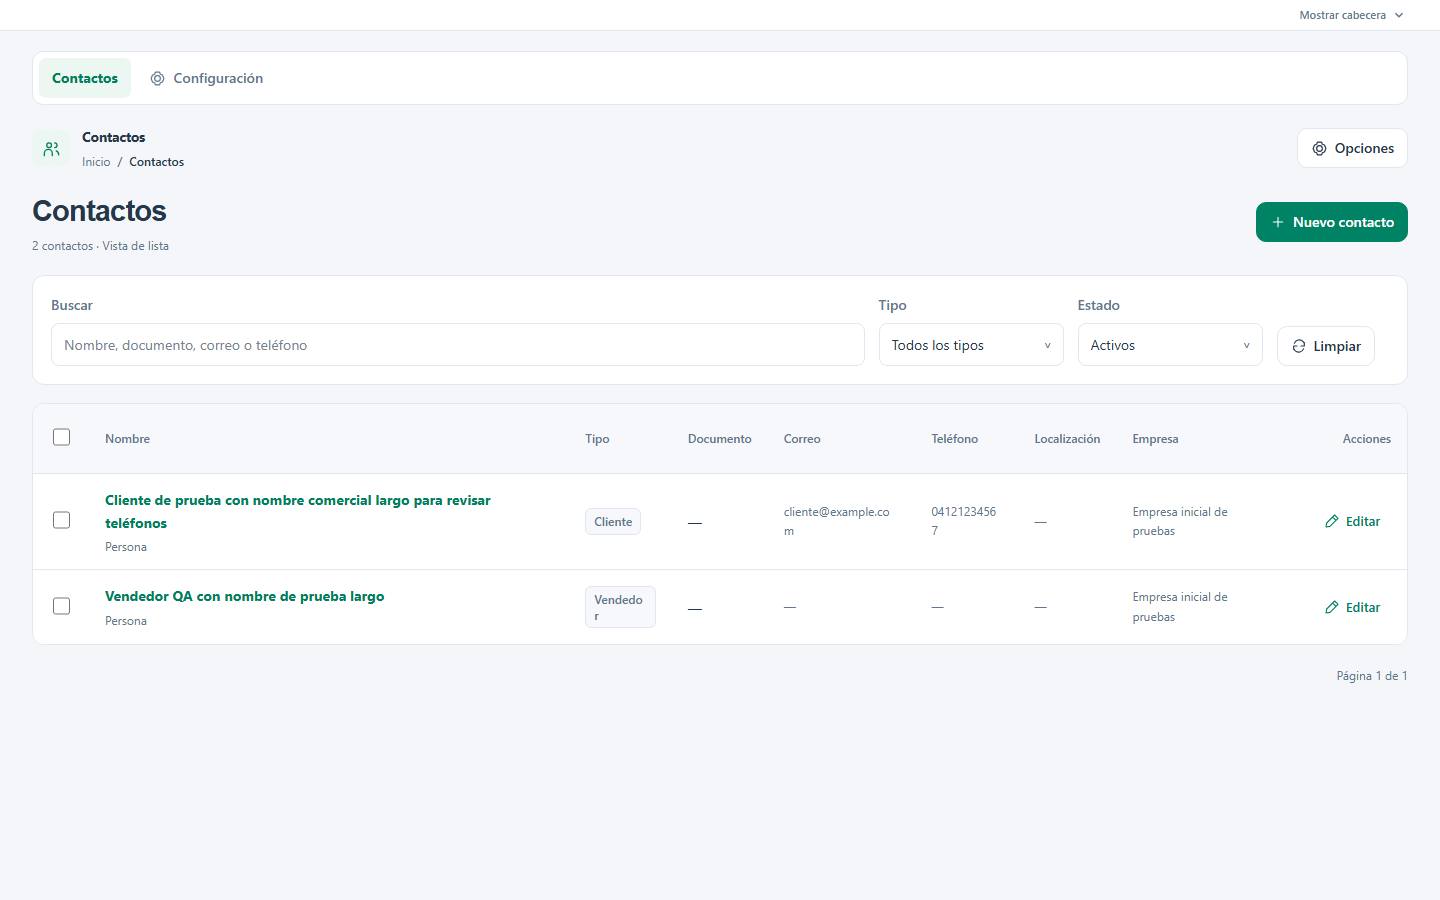 Mostrar cabecera
Contactos
Configuración
Contactos
Inicio / Contactos
Opciones
Contactos
2 contactos · Vista de lista
Nuevo contacto
Buscar
Tipo
Estado
Nombre, documento, correo o teléfono
Todos los tipos
Activos
Limpiar
Nombre
Tipo
Documento
Correo
Teléfono
Localización
Empresa
Acciones
Cliente de prueba con nombre comercial largo para revisar
teléfonos
Persona
Cliente
—
cliente@example.co
m
0412123456
7
—
Empresa inicial de
pruebas
Editar
Vendedor QA con nombre de prueba largo
Persona
Vendedo
r
—
—
—
—
Empresa inicial de
pruebas
Editar
Página 1 de 1